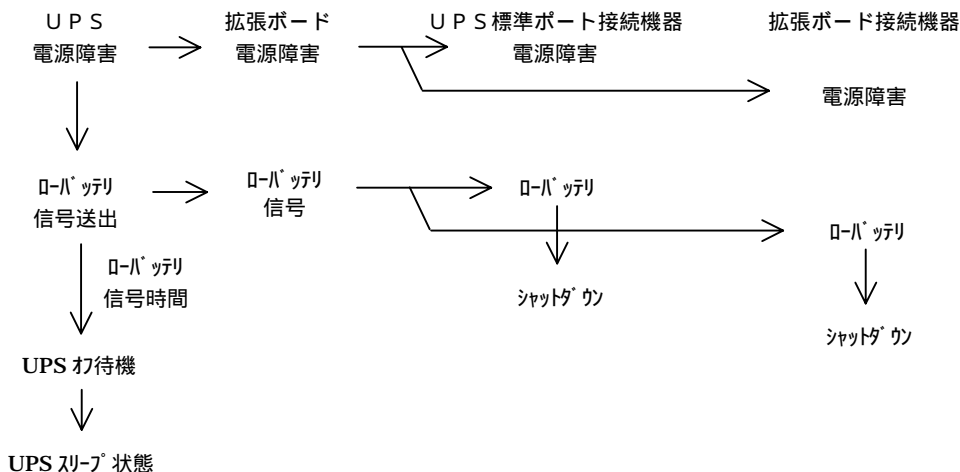 ＵＰＳ 拡張ボード ＵＰＳ標準ポート接続機器 拡張ボード接続機器
電源障害 電源障害 電源障害
電源障害
ﾛｰﾊﾞｯﾃﾘ ﾛｰﾊﾞｯﾃﾘ ﾛｰﾊﾞｯﾃﾘ
信号送出 信号
ﾛｰﾊﾞｯﾃﾘ
ﾛｰﾊﾞｯﾃﾘ
信号時間 ｼｬｯﾄﾀﾞｳﾝ
ｼｬｯﾄﾀﾞｳﾝ
UPS ｵﾌ待機
UPS ｽﾘｰﾌﾟ状態